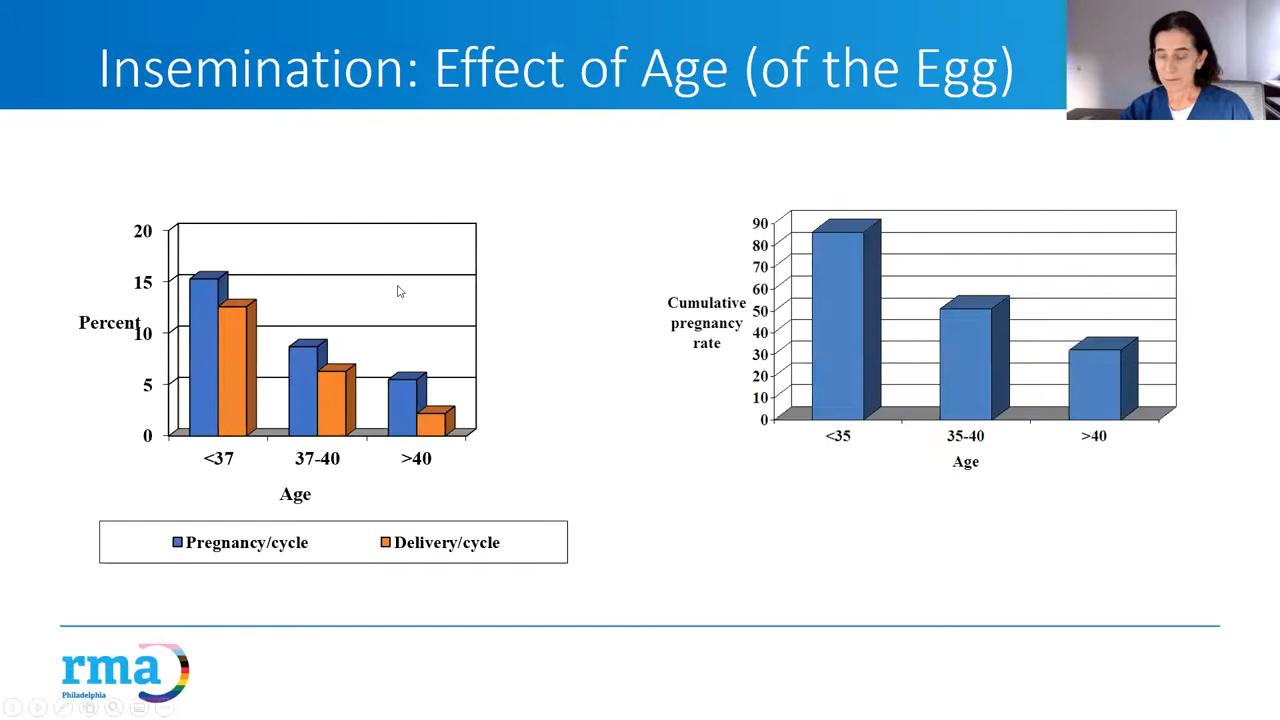 Insemination: Effect of Age (of the Egg)
20
15
Percent
10
5
0
<37 37-40 >40
Age
Pregnancy/cycle Delivery/cycle
90
80
70
60
50
40
30
20
10
0
Cumulative
pregnancy
rate
<35 35-40 >40
Age
rma
Philadelphia